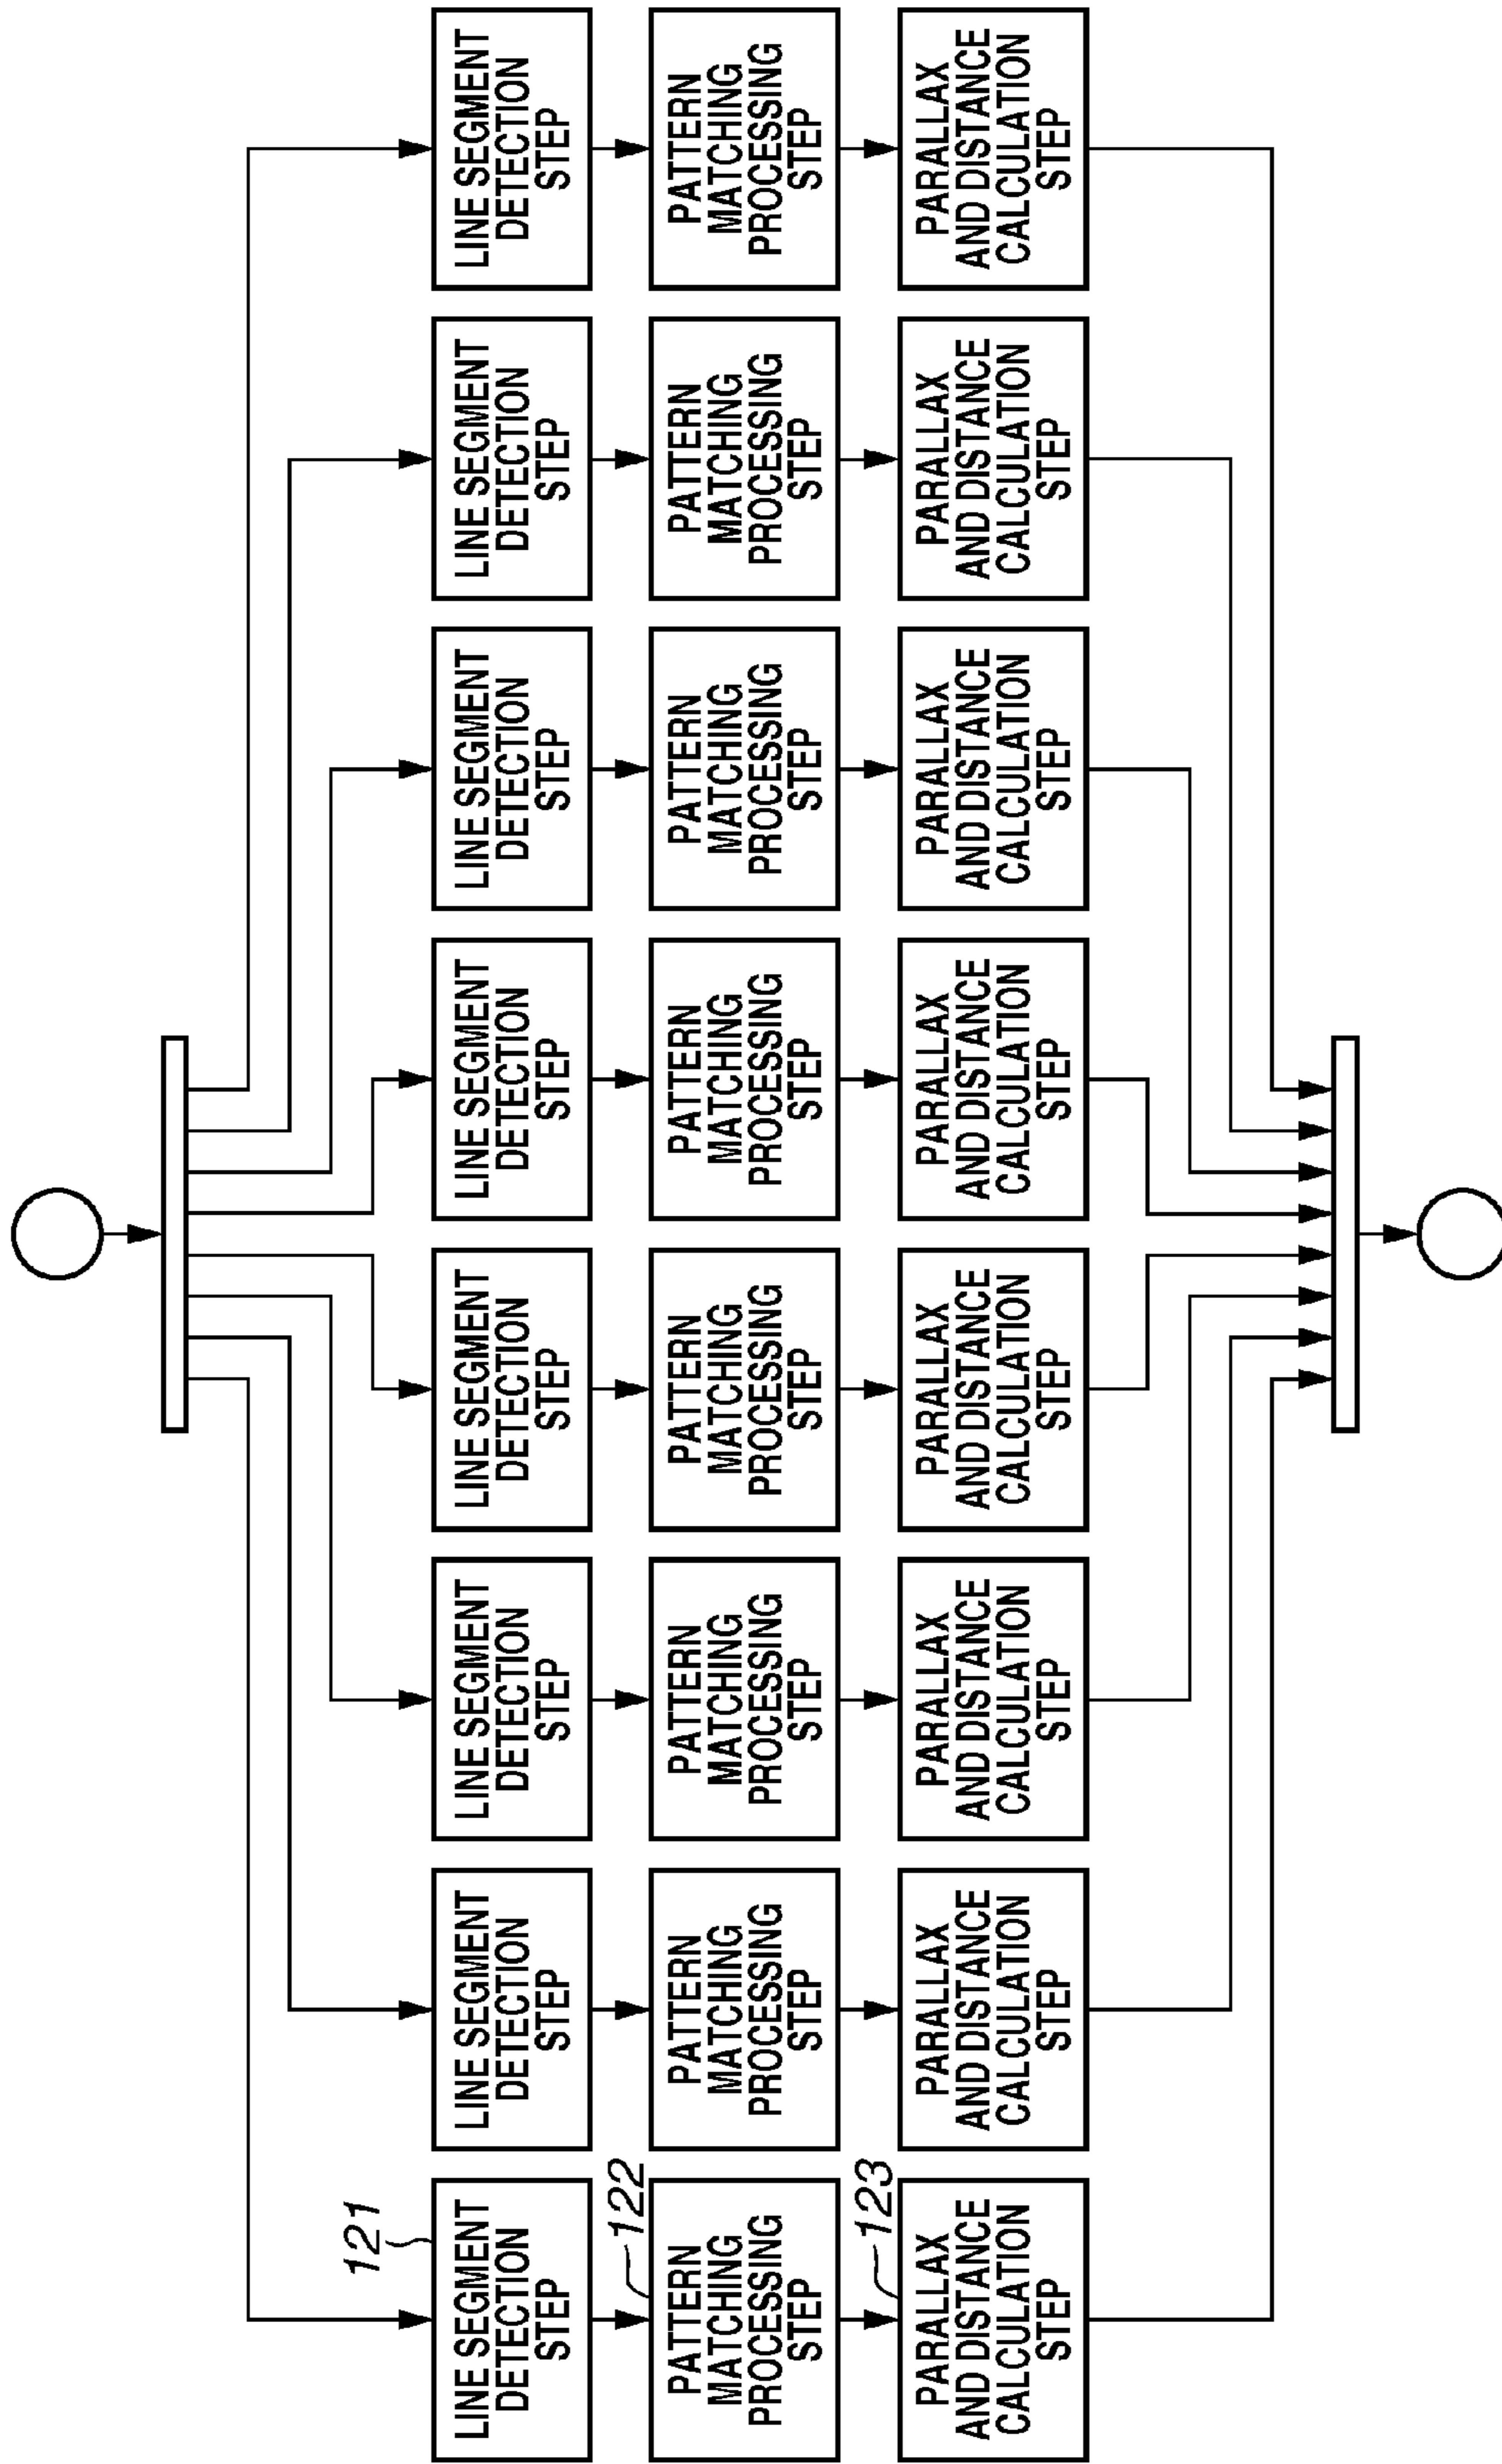 121
LINE SEGMENT
DETECTION
STEP
LINE SEGMENT
DETECTION
STEP
LINE SEGMENT
DETECTION
STEP
LINE SEGMENT
DETECTION
STEP
LINE SEGMENT
DETECTION
STEP
LINE SEGMENT
DETECTION
STEP
LINE SEGMENT
DETECTION
STEP
LINE SEGMENT
DETECTION
STEP
122
PATTERN
MATCHING
PROCESSING
STEP
PATTERN
MATCHING
PROCESSING
STEP
PATTERN
MATCHING
PROCESSING
STEP
PATTERN
MATCHING
PROCESSING
STEP
PATTERN
MATCHING
PROCESSING
STEP
PATTERN
MATCHING
PROCESSING
STEP
PATTERN
MATCHING
PROCESSING
STEP
PATTERN
MATCHING
PROCESSING
STEP
123
PARALLAX
AND DISTANCE
CALCULATION
STEP
PARALLAX
AND DISTANCE
CALCULATION
STEP
PARALLAX
AND DISTANCE
CALCULATION
STEP
PARALLAX
AND DISTANCE
CALCULATION
STEP
PARALLAX
AND DISTANCE
CALCULATION
STEP
PARALLAX
AND DISTANCE
CALCULATION
STEP
PARALLAX
AND DISTANCE
CALCULATION
STEP
PARALLAX
AND DISTANCE
CALCULATION
STEP